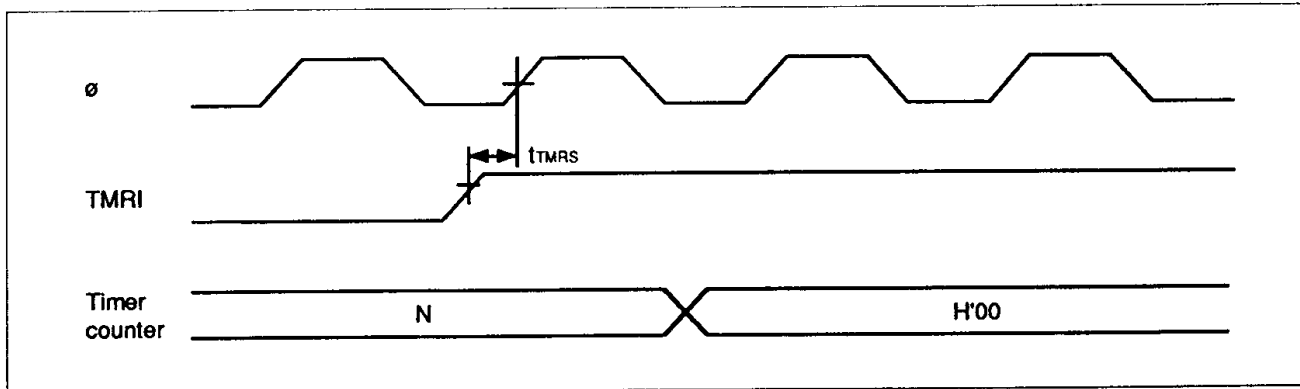 ø
tTMRS
TMRI
Timer
counter
N
H'00